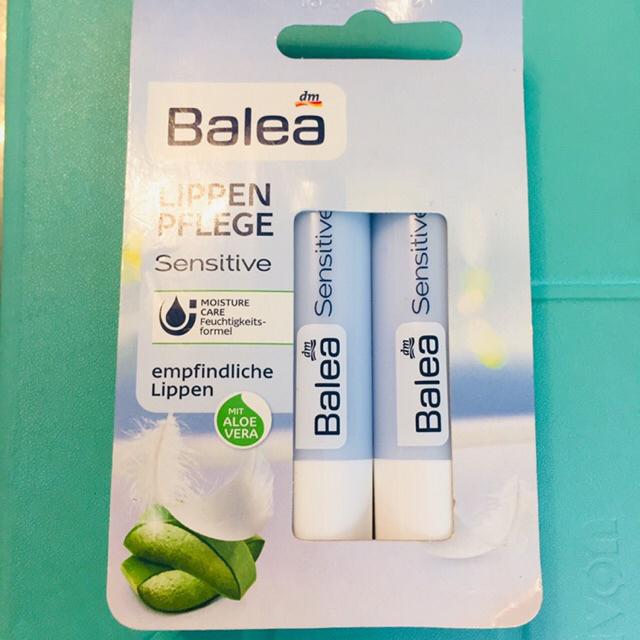 dm
Balea
LIPPEN
PFLEGE
Sensitive
MOISTURE
CARE
Feuchtigkeits-
formel
empfindliche
Lippen
MIT
ALOE
VERA
dm
Balea
Sensitive
dm
Balea
Sensitive